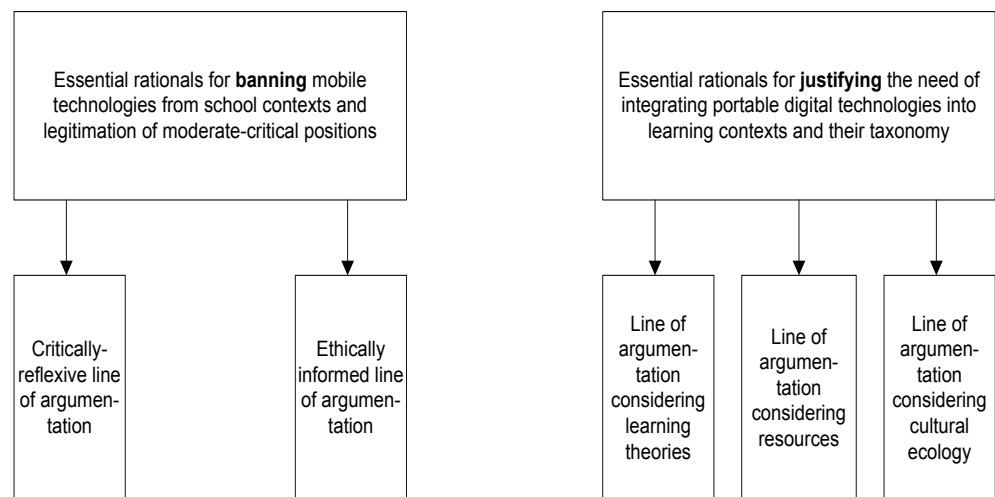 Essential rationals for banning mobile
technologies from school contexts and
legitimation of moderate-critical positions
Essential rationals for justifying the need of
integrating portable digital technologies into
learning contexts and their taxonomy
Critically-
reflexive line
of argumen-
tation
Ethically
informed line
of argumen-
tation
Line of
argumen-
tation
considering
learning
theories
Line of
argumen-
tation
considering
resources
Line of
argumen-
tation
considering
cultural
ecology